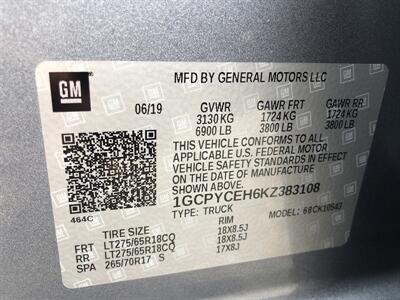 GM
MFD BY GENERAL MOTORS LLC
06/19 GVWR GAWR FRT GAWR RR
3130 KG 1724 KG 1724 KG
6900 LB 3800 LB 3800 LB
THIS VEHICLE CONFORMS TO ALL
APPLICABLE U.S. FEDERAL MOTOR
VEHICLE SAFETY STANDARDS IN EFFECT
ON THE DATE OF MANUFACTURE
SHOWN ABOVE.
1GCPYCEH6KZ383108
TYPE: TRUCK MODEL: 68CK10543
464C
TIRE SIZE RIM
FRT LT275/65R18CQ 18X8.5J
RR LT275/65R18CQ 18X8.5J
SPA 265/70R17 S 17X8J